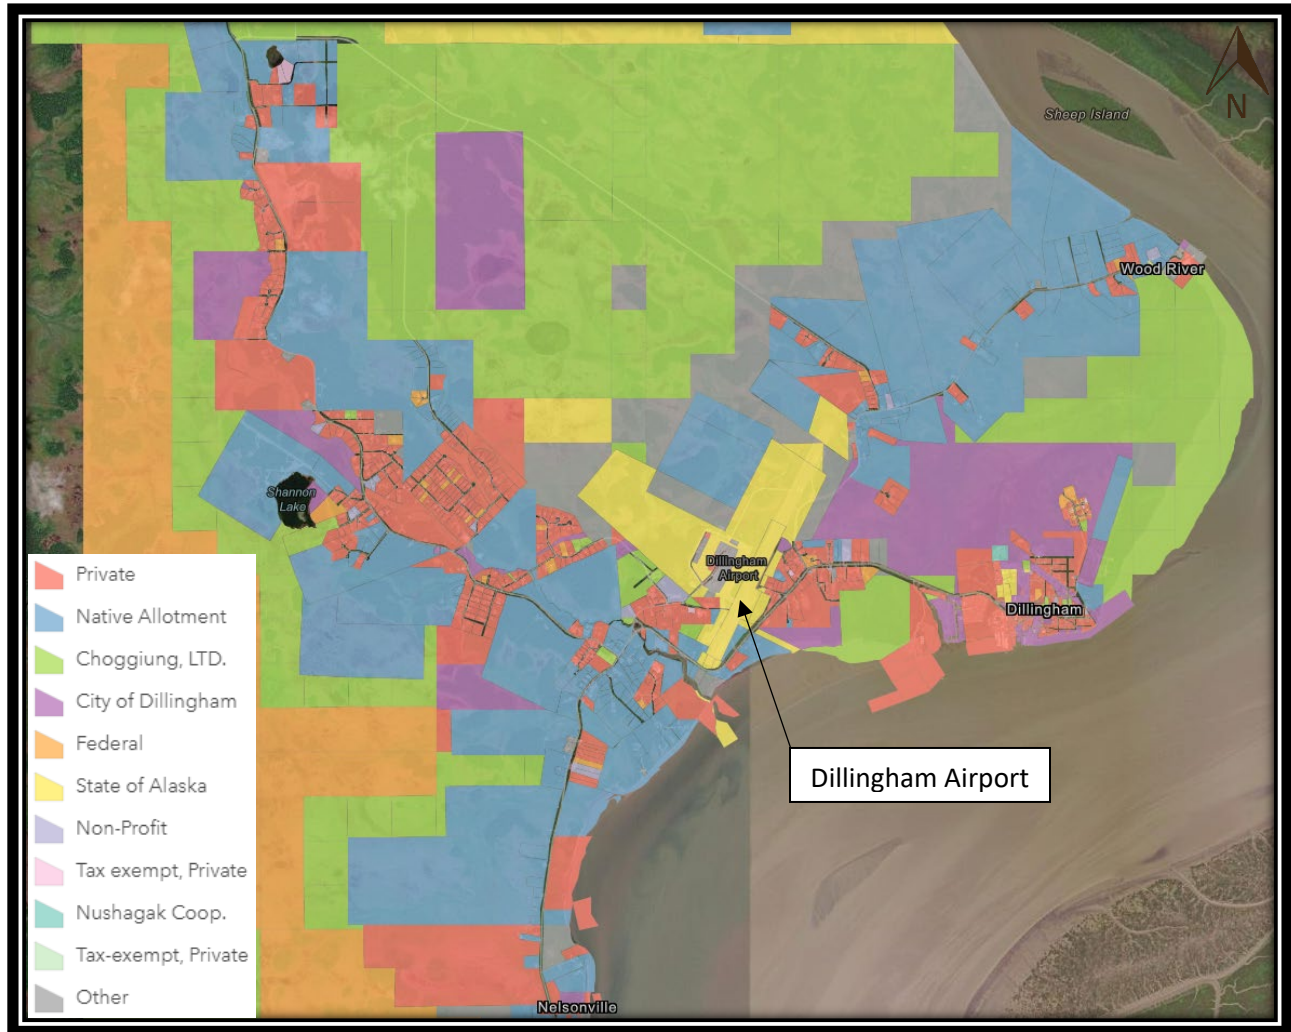 N
Sheep Island
Wood River
Shannon
Lake
Dillingham
Airport
Dillingham
Dillingham Airport
Nelsonville
Private
Native Allotment
Choggiung, LTD.
City of Dillingham
Federal
State of Alaska
Non-Profit
Tax exempt, Private
Nushagak Coop.
Tax-exempt, Private
Other